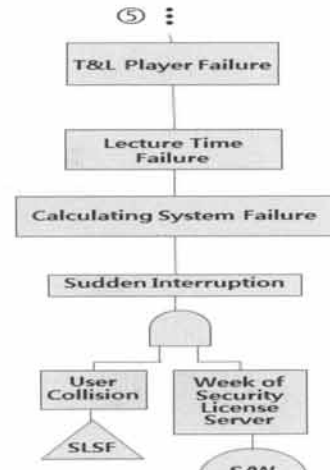 ⑤
T&L Player Failure
Lecture Time
Failure
Calculating System Failure
Sudden Interruption
User
Collision
Week of
Security
License
Server
SLSF